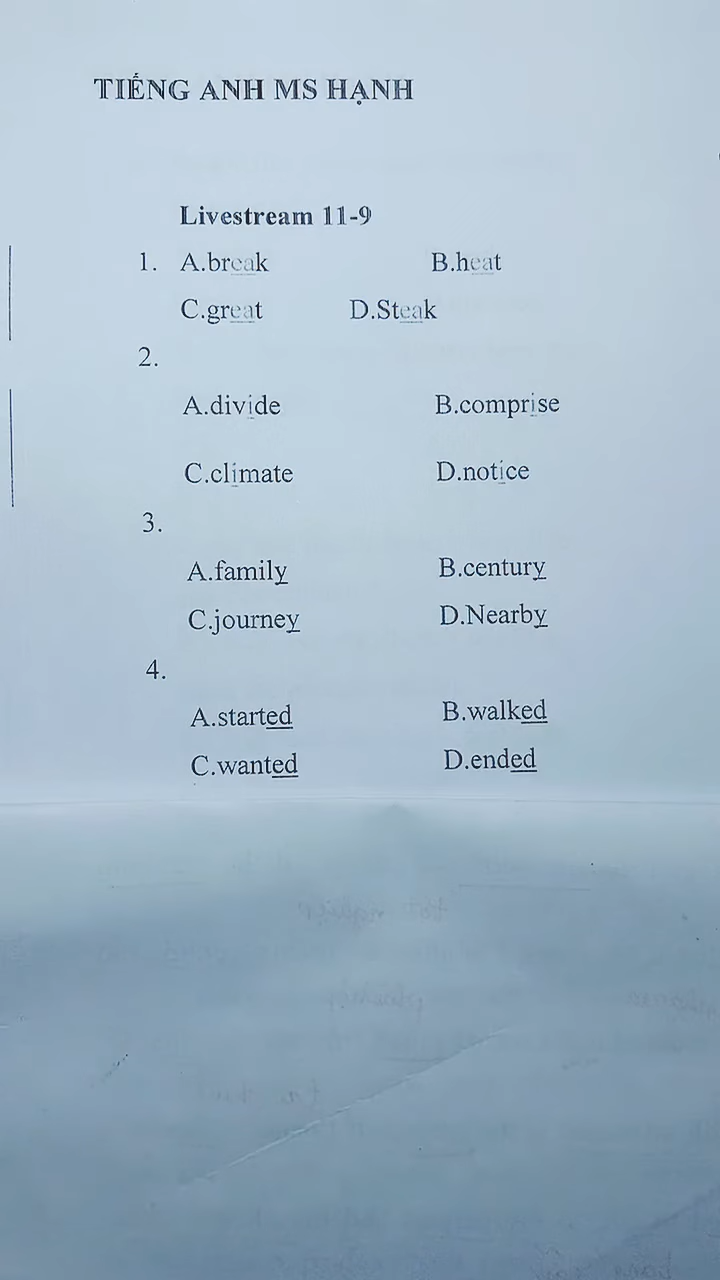 TIẾNG ANH MS HẠNH
Livestream 11-9
1. A.break B.heat
C.great D.Steak
2.
A.divide B.comprise
C.climate D.notice
3.
A.family B.century
C.journey D.Nearby
4.
A.started B.walked
C.wanted D.ended